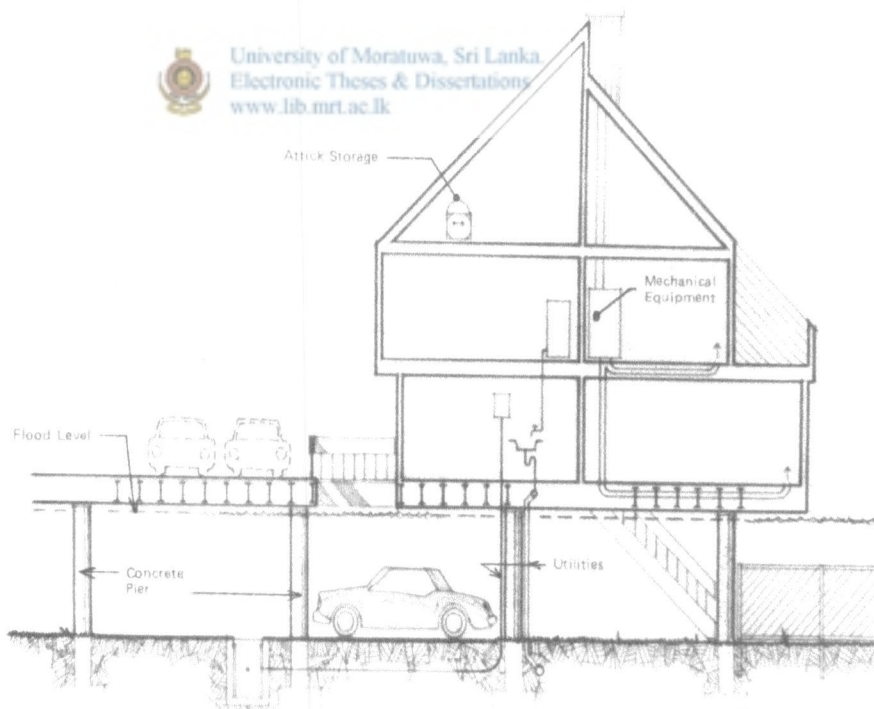 University of Moratuwa, Sri Lanka.
Electronic Theses & Dissertations
www.lib.mrt.ac.lk
Attick Storage
Mechanical
Equipment
Flood Level
Concrete
Pier
Utilities